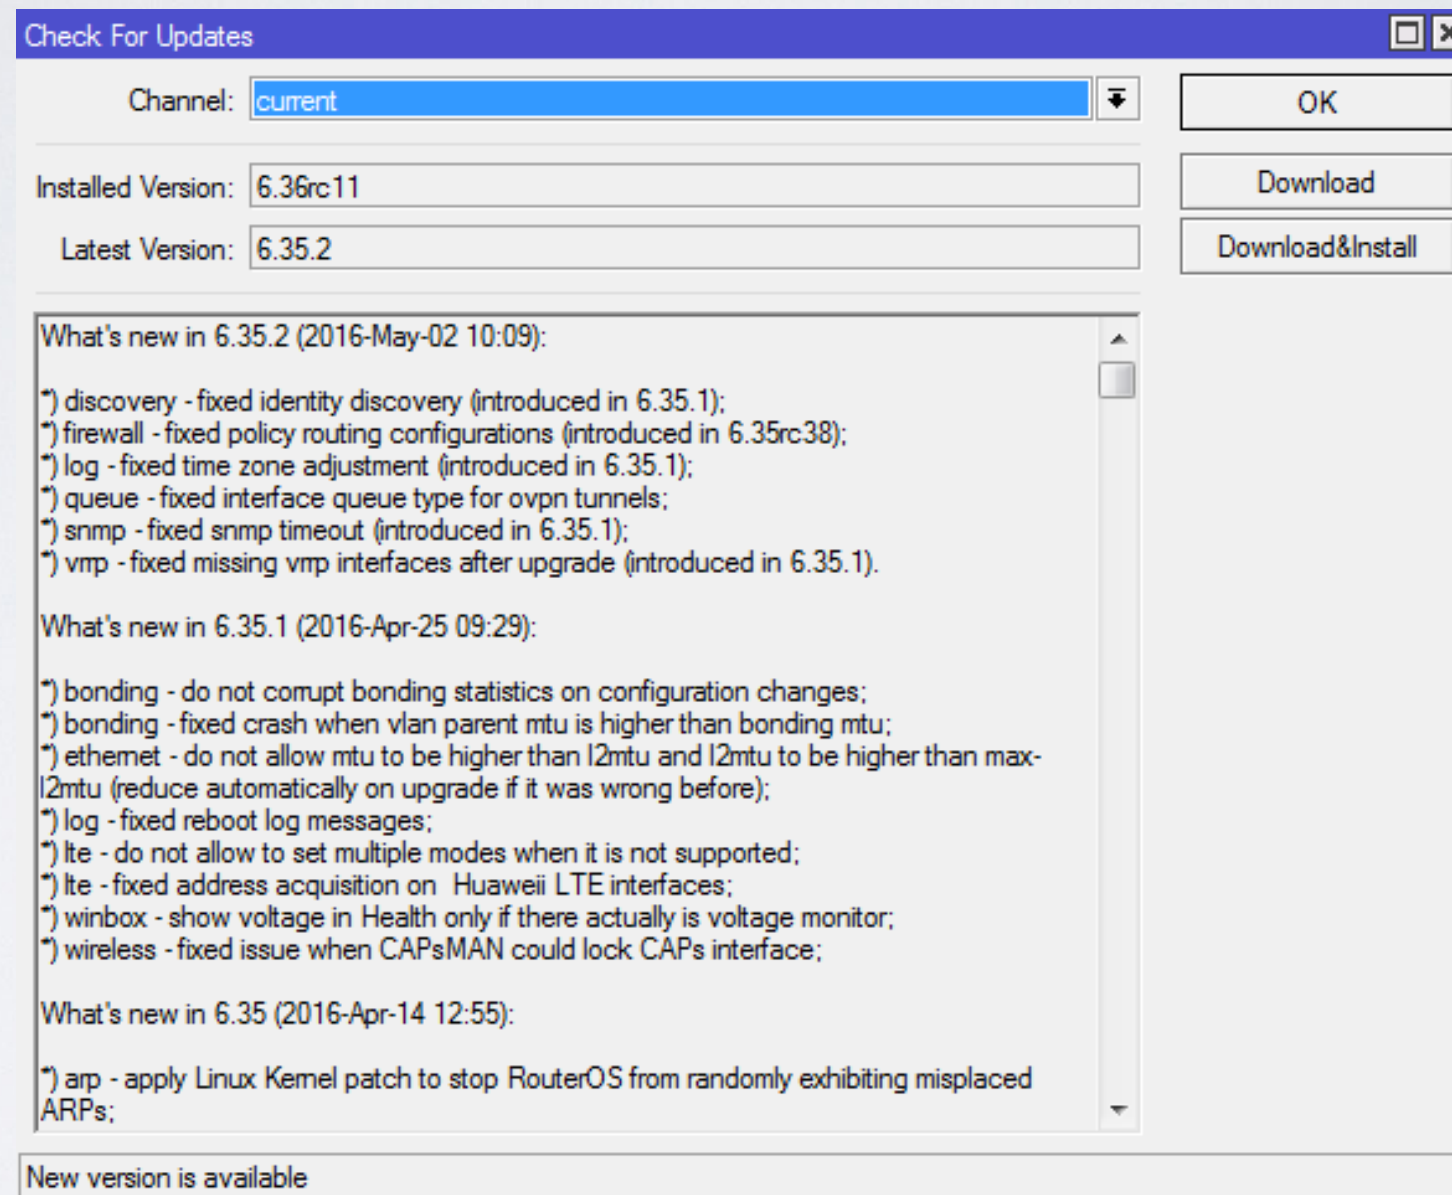 Check For Updates
Channel: current
OK
Installed Version: 6.36rc11
Download
Latest Version: 6.35.2
Download&Install
What's new in 6.35.2 (2016-May-02 10:09):
*) discovery - fixed identity discovery (introduced in 6.35.1);
*) firewall - fixed policy routing configurations (introduced in 6.35rc38);
*) log - fixed time zone adjustment (introduced in 6.35.1);
*) queue - fixed interface queue type for ovpn tunnels;
*) snmp - fixed snmp timeout (introduced in 6.35.1);
*) vrrp - fixed missing vrrp interfaces after upgrade (introduced in 6.35.1).
What's new in 6.35.1 (2016-Apr-25 09:29):
*) bonding - do not corrupt bonding statistics on configuration changes;
*) bonding - fixed crash when vlan parent mtu is higher than bonding mtu;
*) ethernet - do not allow mtu to be higher than l2mtu and l2mtu to be higher than max-
l2mtu (reduce automatically on upgrade if it was wrong before);
*) log - fixed reboot log messages;
*) lte - do not allow to set multiple modes when it is not supported;
*) lte - fixed address acquisition on  Huaweii LTE interfaces;
*) winbox - show voltage in Health only if there actually is voltage monitor;
*) wireless - fixed issue when CAPsMAN could lock CAPs interface;
What's new in 6.35 (2016-Apr-14 12:55):
*) arp - apply Linux Kernel patch to stop RouterOS from randomly exhibiting misplaced
ARPs;
New version is available